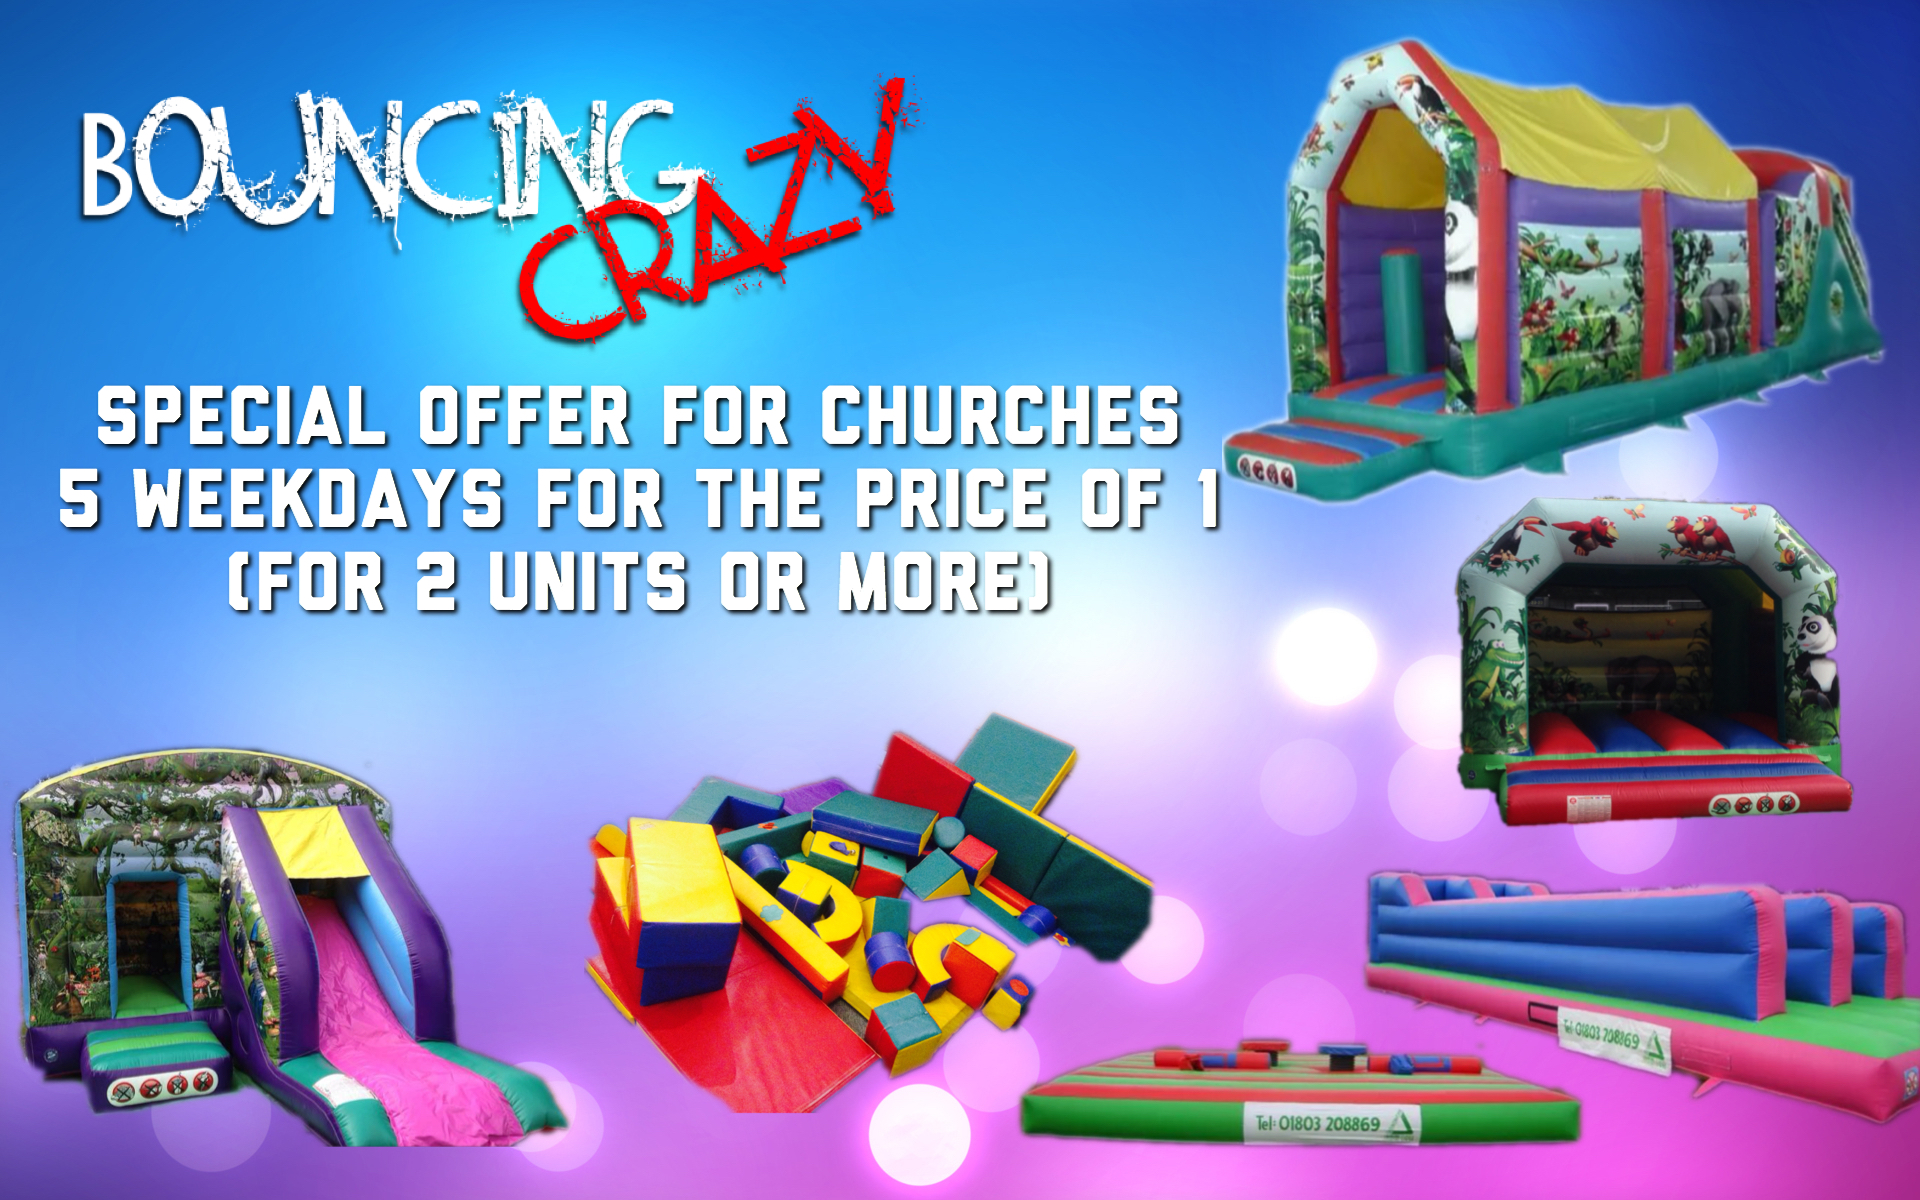 BOUNCING
CRAZY
SPECIAL OFFER FOR CHURCHES
5 WEEKDAYS FOR THE PRICE OF 1
(FOR 2 UNITS OR MORE)
Tel: 01803 208869
Tel: 01803 208869